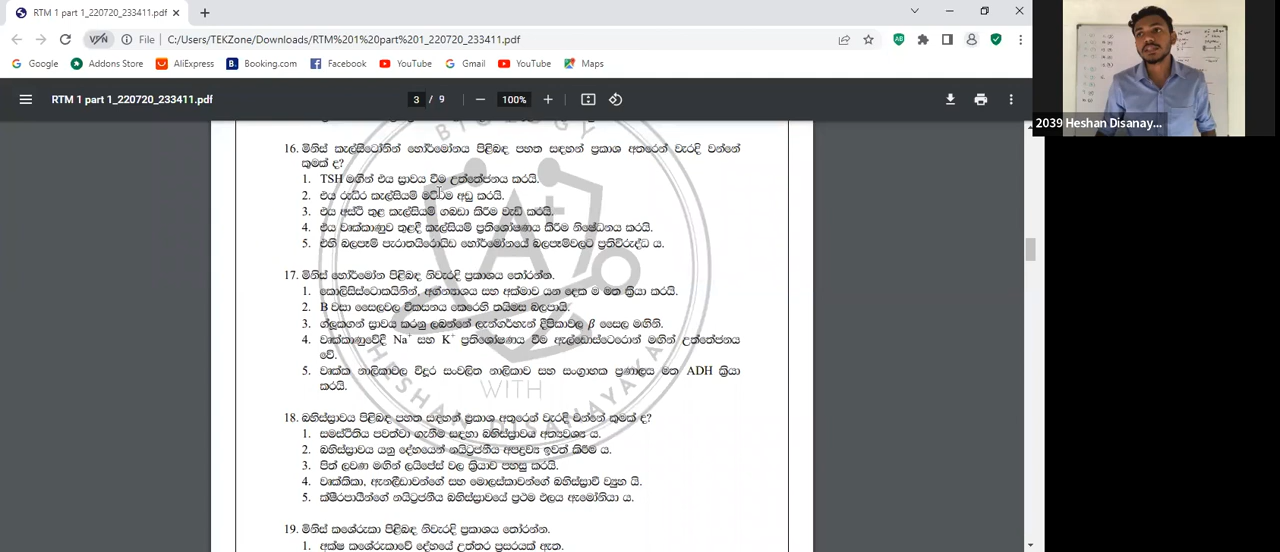 RTM 1 part 1_220720_233411.pdf
VPN File C:/Users/TEKZone/Downloads/RTM%201%20part%201_220720_233411.pdf
Google Addons Store AliExpress Booking.com Facebook YouTube Gmail YouTube Maps
RTM 1 part 1_220720_233411.pdf 3 / 9 100%
2039 Heshan Disanay...
BIOLOGY
A+
WITH
HESHAN DISANAYAKA
16. මිනිස් කැල්සිටෝනින් හෝර්මෝනය පිළිබඳ පහත සඳහන් ප්‍රකාශ අතරෙන් වැරදි වන්නේ
කුමක් ද?
1. TSH මගින් එය ස්‍රාවය වීම උත්තේජනය කරයි.
2. එය රුධිර කැල්සියම් මට්ටම අඩු කරයි.
3. එය අස්ථි තුළ කැල්සියම් ගබඩා කිරීම වැඩි කරයි.
4. එය වෘක්කාණුව තුළදී කැල්සියම් ප්‍රතිශෝෂණය කිරීම නිෂේධනය කරයි.
5. එහි බලපෑම් පැරාතයිරොයිඩ හෝර්මෝනයේ බලපෑම්වලට ප්‍රතිවිරුද්ධ ය.
17. මිනිස් හෝර්මෝන පිළිබඳ නිවැරදි ප්‍රකාශය තෝරන්න.
1. කොලිසිස්ටොකයිනින්, අග්න්‍යාශය සහ අක්මාව යන දෙක ම මත ක්‍රියා කරයි.
2. B වසා සෛලවල විකසනය කෙරෙහි තයිමස බලපායි.
3. ග්ලූකගන් ස්‍රාවය කරනු ලබන්නේ ලැන්ගර්හැන් දීපිකාවල β සෛල මගිනි.
4. වෘක්කාණුවේදී Na⁺ සහ K⁺ ප්‍රතිශෝෂණය වීම ඇල්ඩොස්ටෙරොන් මගින් උත්තේජනය
වේ.
5. වෘක්ක නාලිකාවල විදූර සංවලිත නාලිකාව සහ සංග්‍රාහක ප්‍රණාලය මත ADH ක්‍රියා
කරයි.
18. බහිස්ස්‍රාවය පිළිබඳ පහත සඳහන් ප්‍රකාශ අතුරෙන් වැරදි වන්නේ කුමක් ද?
1. සමස්ථිතිය පවත්වා ගැනීම සඳහා බහිස්ස්‍රාවය අත්‍යවශ්‍ය ය.
2. බහිස්ස්‍රාවය යනු දේහයෙන් නයිට්‍රජනීය අපද්‍රව්‍ය ඉවත් කිරීම ය.
3. පිත් ලවණ මගින් ලයිපේස් වල ක්‍රියාව පහසු කරයි.
4. වෘක්කිකා, ඇනලීඩාවන්ගේ සහ මොලස්කාවන්ගේ බහිස්ස්‍රාවී ව්‍යුහ යි.
5. ක්ෂීරපායීන්ගේ නයිට්‍රජනීය බහිස්ස්‍රාවයේ ප්‍රථම ඵලය ඇමෝනියා ය.
19. මිනිස් කශේරුකා පිළිබඳ නිවැරදි ප්‍රකාශය තෝරන්න.
1. අක්ෂ කශේරුකාවේ දේහයේ උත්තර ප්‍රසරයක් ඇත.